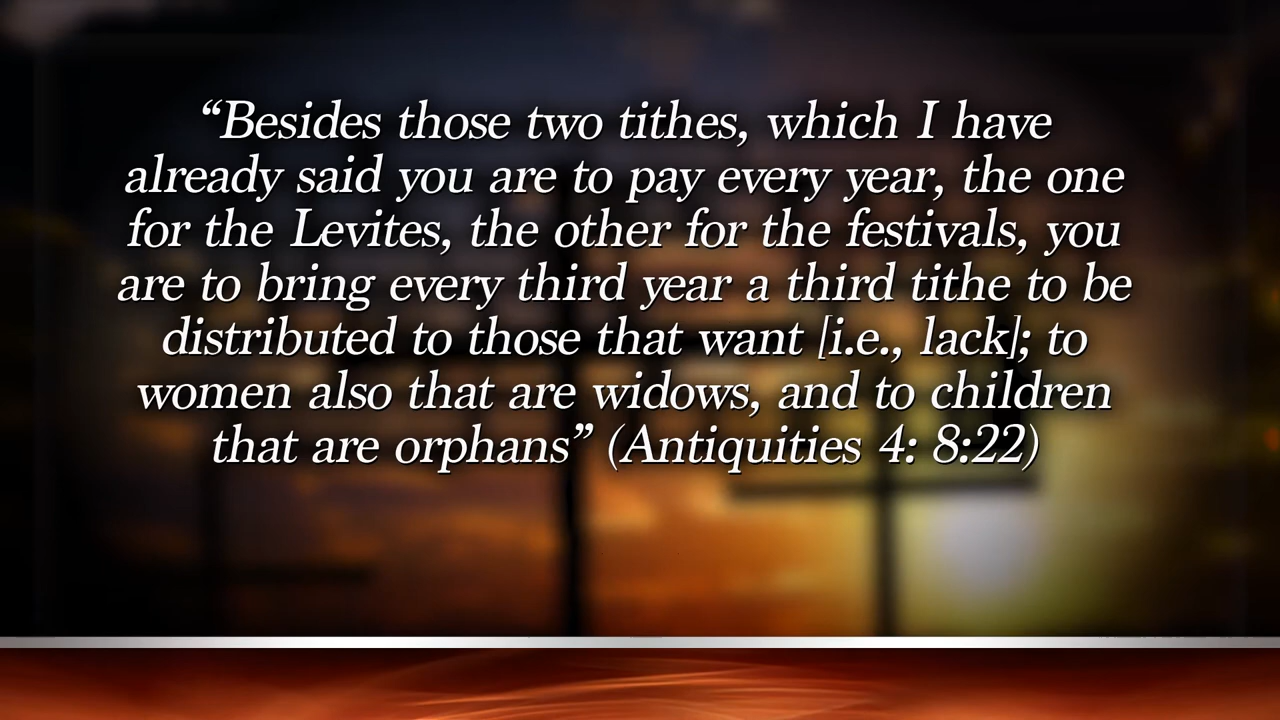 “Besides those two tithes, which I have
already said you are to pay every year, the one
for the Levites, the other for the festivals, you
are to bring every third year a third tithe to be
distributed to those that want [i.e., lack]; to
women also that are widows, and to children
that are orphans” (Antiquities 4: 8:22)